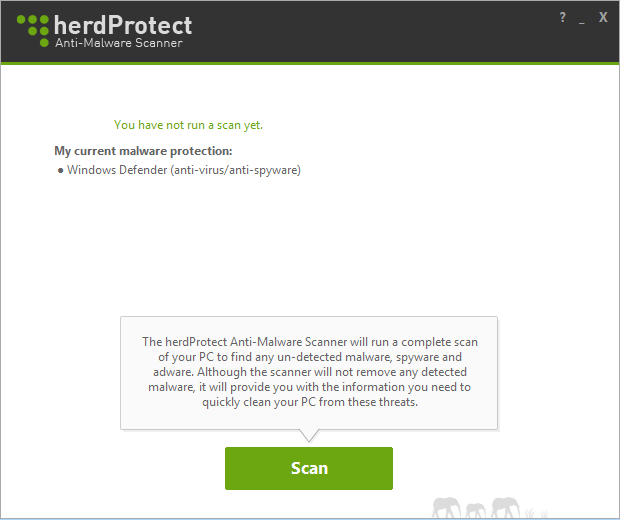 herdProtect
Anti-Malware Scanner
? _ X
You have not run a scan yet.
My current malware protection:
● Windows Defender (anti-virus/anti-spyware)
The herdProtect Anti-Malware Scanner will run a complete scan
of your PC to find any un-detected malware, spyware and
adware. Although the scanner will not remove any detected
malware, it will provide you with the information you need to
quickly clean your PC from these threats.
Scan